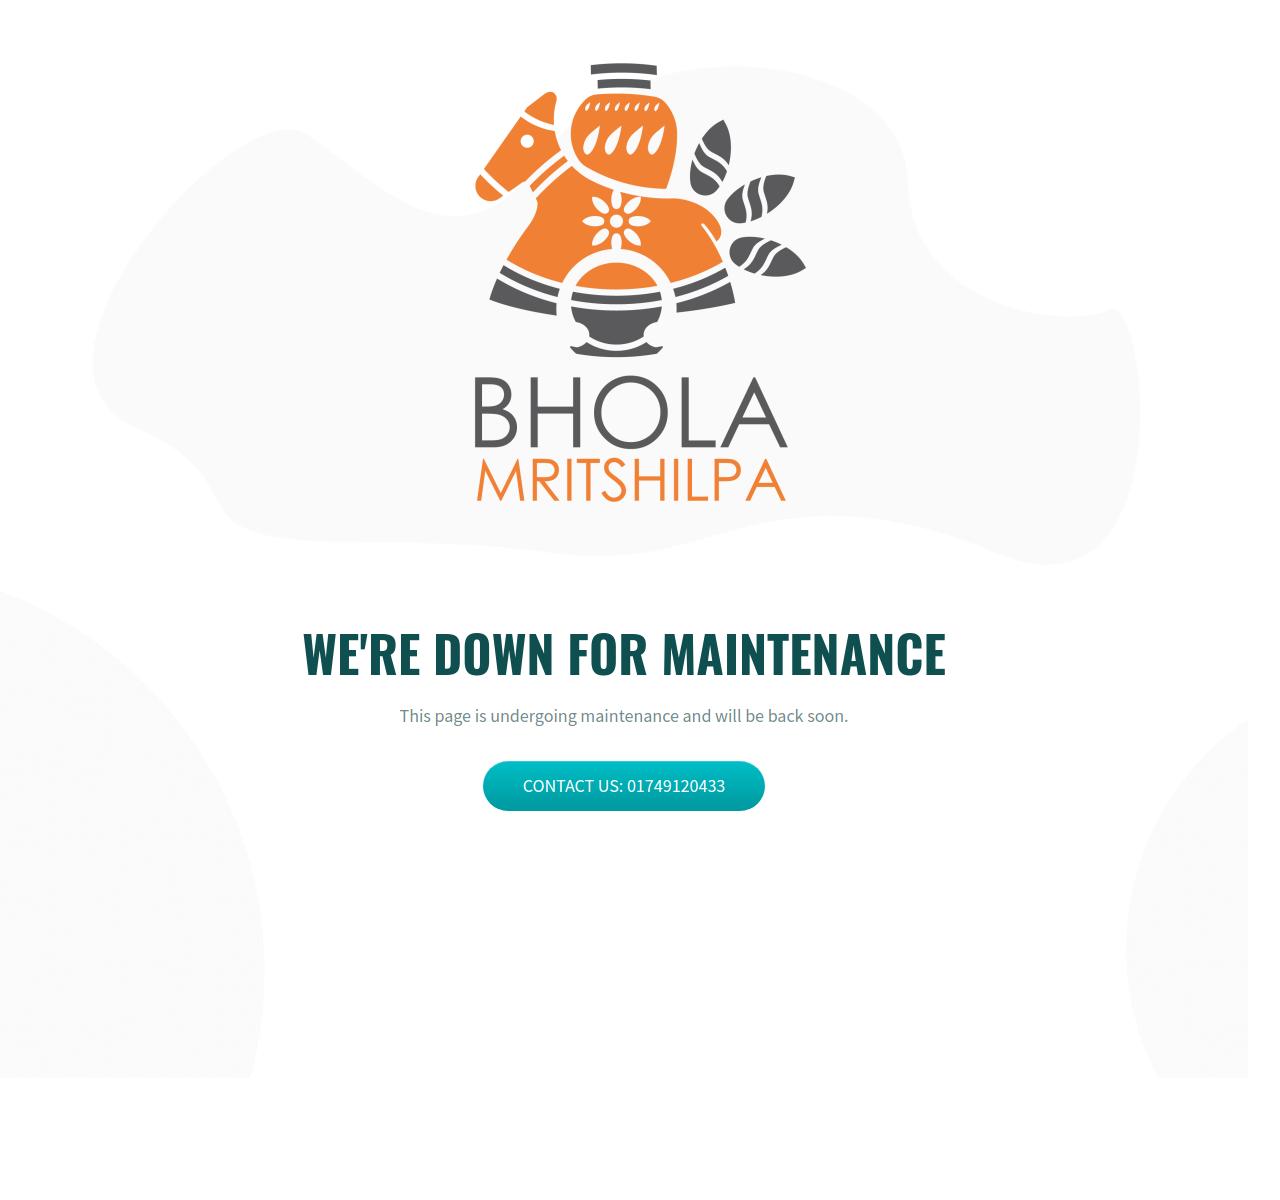 BHOLA
MRITSHILPA
WE'RE DOWN FOR MAINTENANCE
This page is undergoing maintenance and will be back soon.
CONTACT US: 01749120433